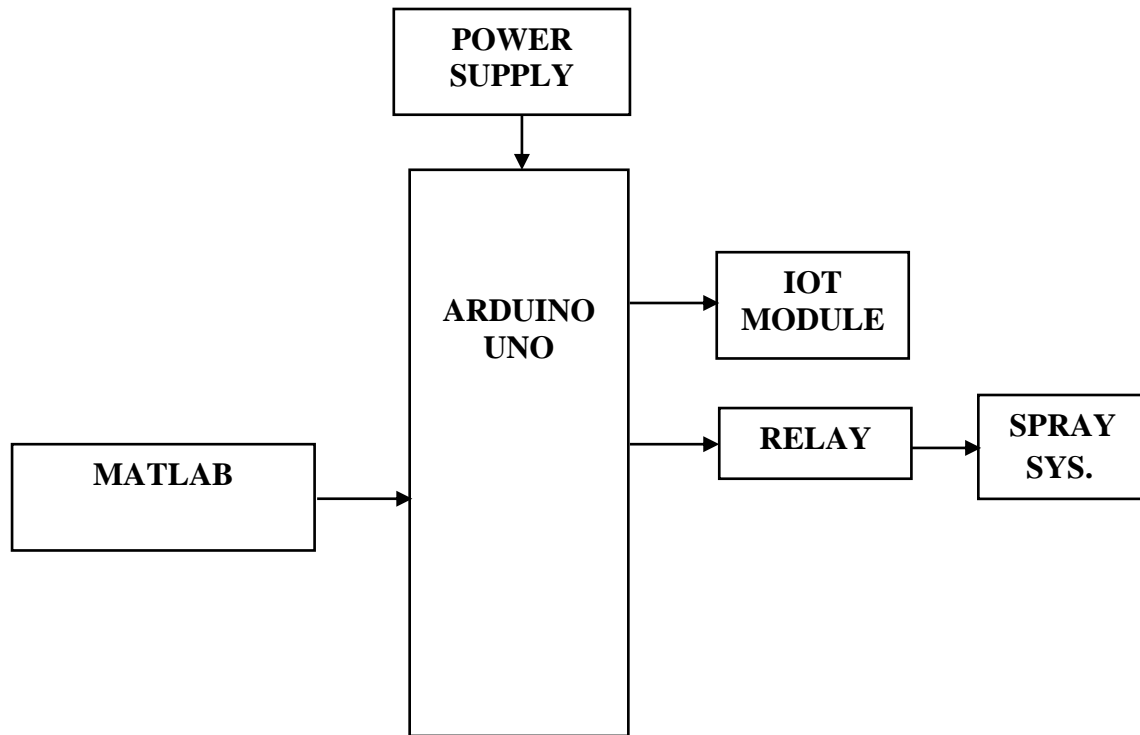 POWER
SUPPLY
ARDUINO
UNO
IOT
MODULE
RELAY
SPRAY
SYS.
MATLAB